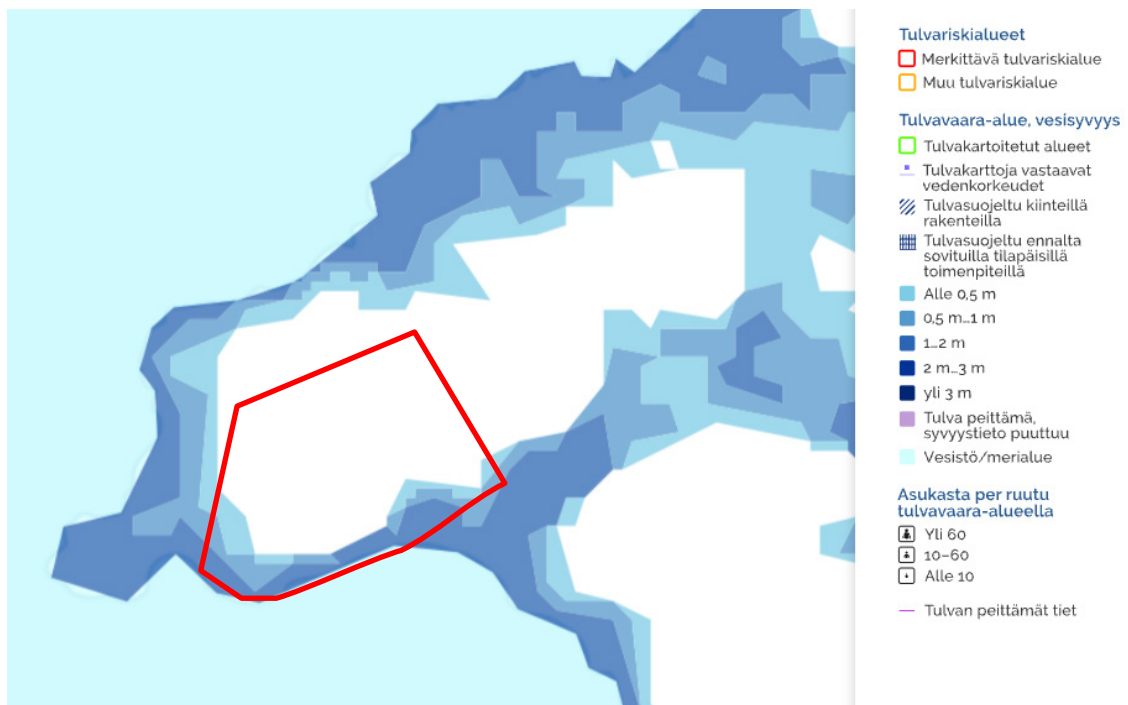 Tulvariskialueet
Merkittävä tulvariskialue
Muu tulvariskialue
Tulvavaara-alue, vesisyvyys
Tulvakartoitetut alueet
Tulvakarttoja vastaavat
vedenkorkeudet
Tulvasuojeltu kiinteillä
rakenteilla
Tulvasuojeltu ennalta
sovituilla tilapäisillä
toimenpiteillä
Alle 0,5 m
0,5 m...1 m
1...2 m
2 m...3 m
yli 3 m
Tulva peittämä,
syvyystieto puuttuu
Vesistö/merialue
Asukasta per ruutu
tulvavaara-alueella
Yli 60
10–60
Alle 10
Tulvan peittämät tiet